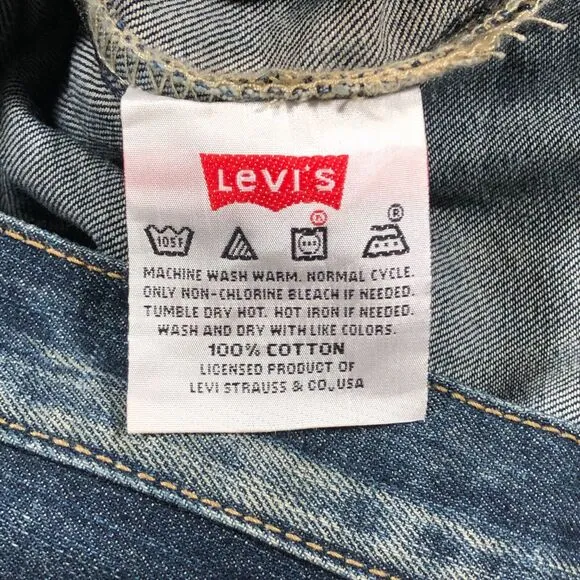 LEVI'S
105F
MACHINE WASH WARM. NORMAL CYCLE.
ONLY NON-CHLORINE BLEACH IF NEEDED.
TUMBLE DRY HOT. HOT IRON IF NEEDED.
WASH AND DRY WITH LIKE COLORS.
100% COTTON
LICENSED PRODUCT OF
LEVI STRAUSS & CO., USA